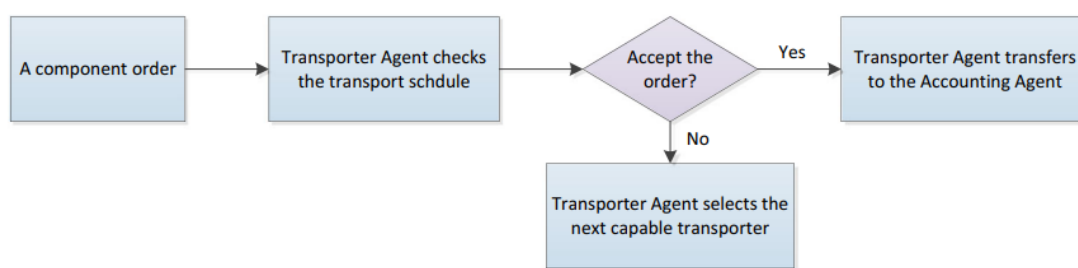 A component order
Transporter Agent checks
the transport schdule
Accept the
order?
Yes
Transporter Agent transfers
to the Accounting Agent
No
Transporter Agent selects the
next capable transporter